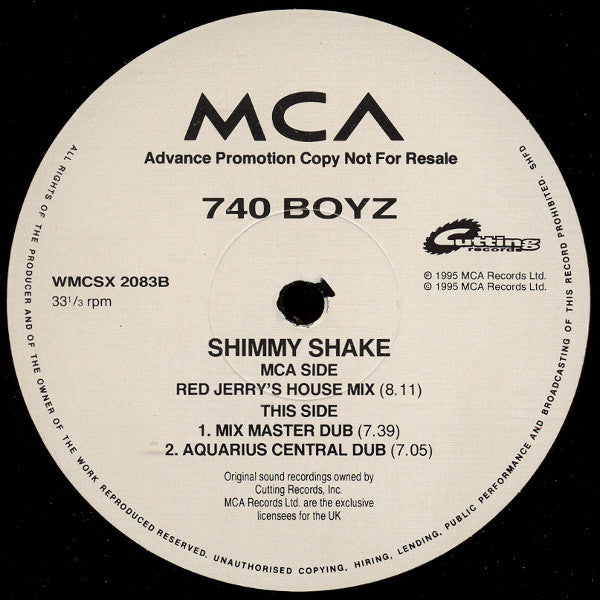 MCA
Advance Promotion Copy Not For Resale
740 BOYZ
Cutting
records
WMCSX 2083B
33 1/3 rpm
℗ 1995 MCA Records Ltd.
© 1995 MCA Records Ltd.
SHIMMY SHAKE
MCA SIDE
RED JERRY'S HOUSE MIX (8.11)
THIS SIDE
1. MIX MASTER DUB (7.39)
2. AQUARIUS CENTRAL DUB (7.05)
Original sound recordings owned by
Cutting Records, Inc.
MCA Records Ltd. are the exclusive
licensees for the UK
ALL RIGHTS OF THE PRODUCER AND OF THE OWNER OF THE WORK REPRODUCED RESERVED. UNAUTHORISED COPYING, HIRING, LENDING, PUBLIC PERFORMANCE AND BROADCASTING OF THIS RECORD PROHIBITED. SHFD